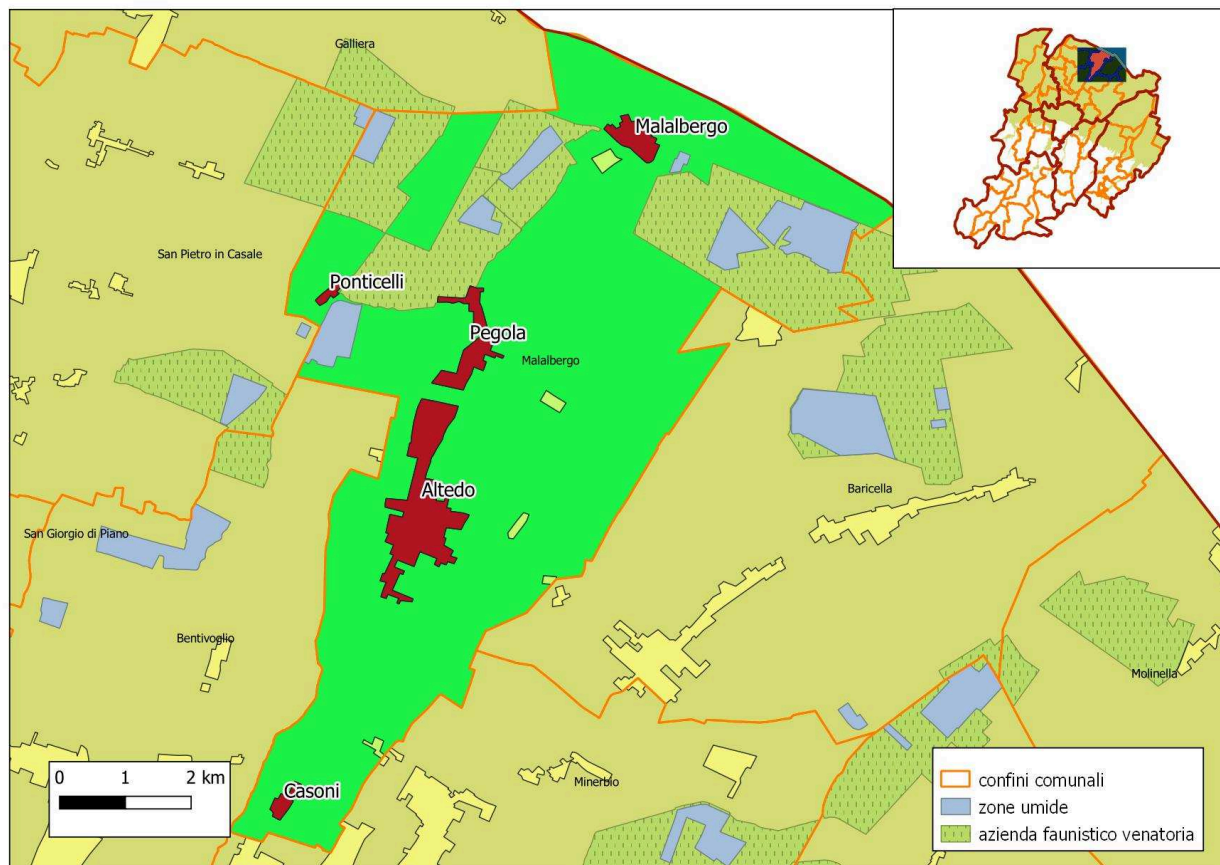 Galliera
Malalbergo
San Pietro in Casale
Ponticelli
Pegola
Malalbergo
Altedo
Baricella
San Giorgio di Piano
Bentivoglio
Molinella
Minerbio
Casoni
0 1 2 km
confini comunali
zone umide
azienda faunistico venatoria